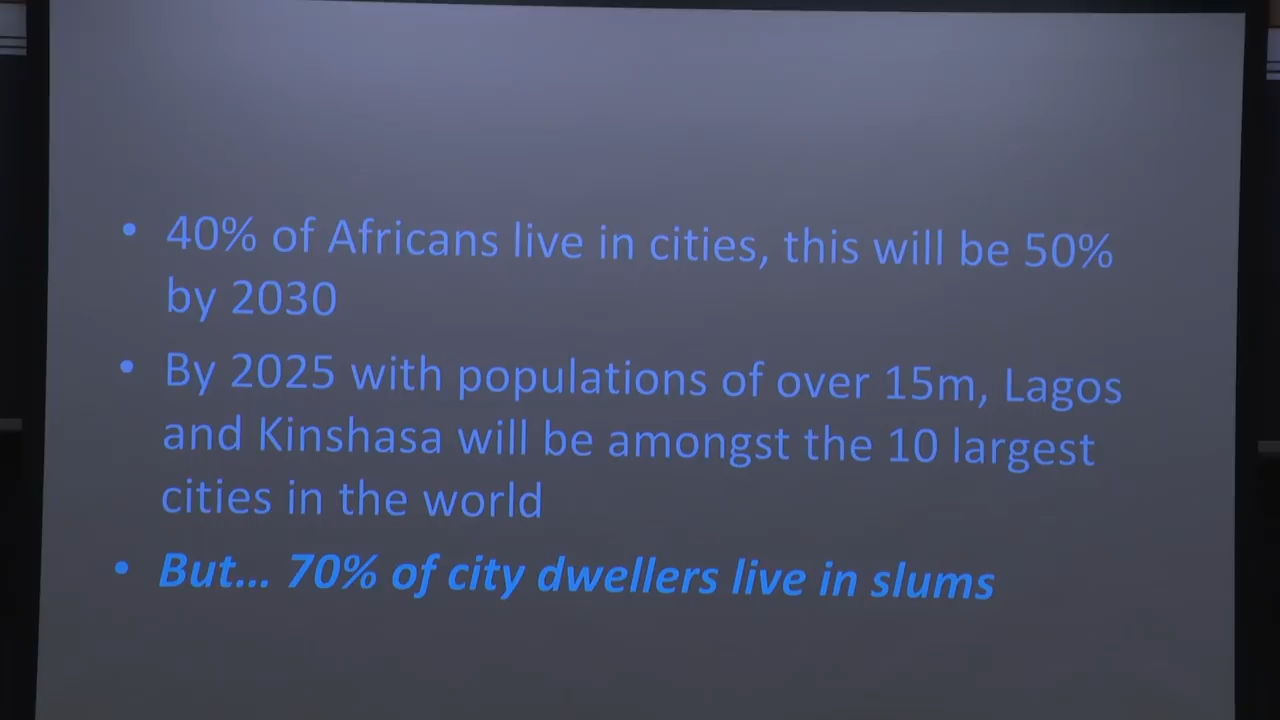 • 40% of Africans live in cities, this will be 50%
by 2030
• By 2025 with populations of over 15m, Lagos
and Kinshasa will be amongst the 10 largest
cities in the world
• But... 70% of city dwellers live in slums